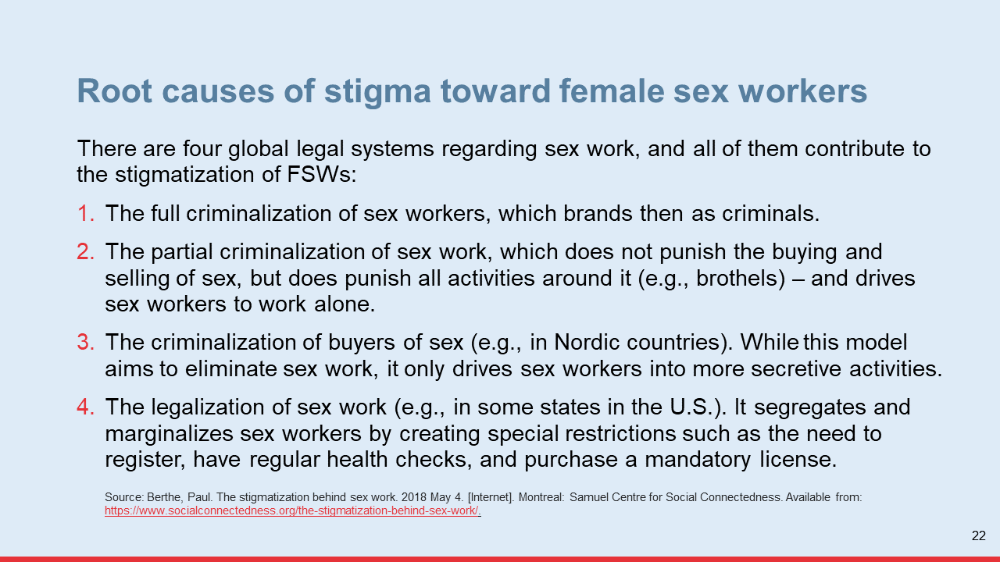 Root causes of stigma toward female sex workers
There are four global legal systems regarding sex work, and all of them contribute to
the stigmatization of FSWs:
1. The full criminalization of sex workers, which brands then as criminals.
2. The partial criminalization of sex work, which does not punish the buying and
selling of sex, but does punish all activities around it (e.g., brothels) – and drives
sex workers to work alone.
3. The criminalization of buyers of sex (e.g., in Nordic countries). While this model
aims to eliminate sex work, it only drives sex workers into more secretive activities.
4. The legalization of sex work (e.g., in some states in the U.S.). It segregates and
marginalizes sex workers by creating special restrictions such as the need to
register, have regular health checks, and purchase a mandatory license.
Source: Berthe, Paul. The stigmatization behind sex work. 2018 May 4. [Internet]. Montreal: Samuel Centre for Social Connectedness. Available from:
https://www.socialconnectedness.org/the-stigmatization-behind-sex-work/.
22